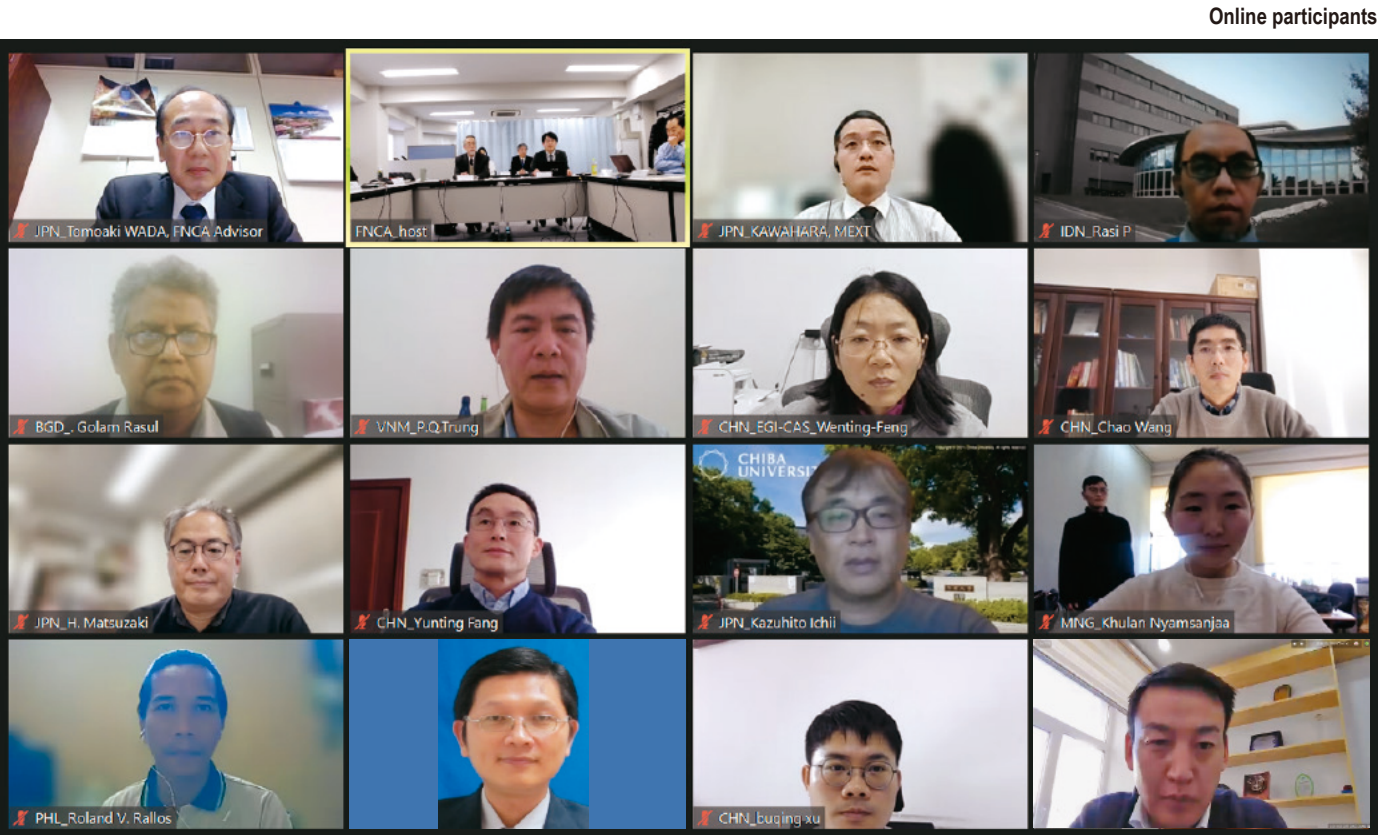 Online participants
JPN_Tomoaki WADA, FNCA Advisor
FNCA_host
JPN_KAWAHARA, MEXT
IDN_Rasi P
BGD_. Golam Rasul
VNM_P.Q.Trung
CHN_EGI-CAS_Wenting-Feng
CHN_Chao Wang
CHIBA
UNIVERSI
JPN_H. Matsuzaki
CHN_Yunting Fang
JPN_Kazuhito Ichii
MNG_Khulan Nyamsanjaa
PHL_Roland V. Rallos
CHN_buqing xu